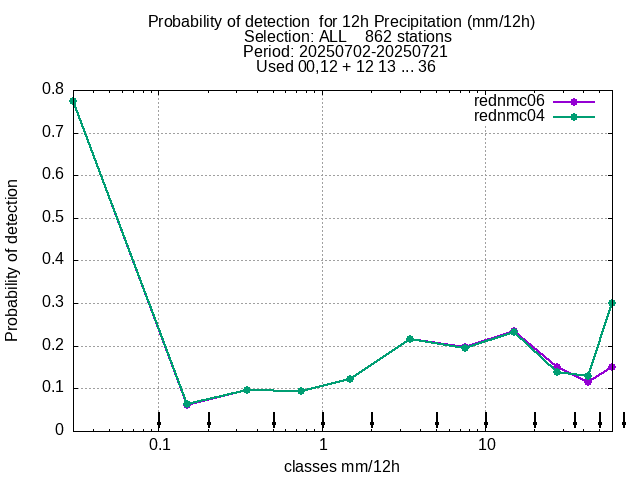 Probability of detection  for 12h Precipitation (mm/12h)
Selection: ALL    862 stations
Period: 20250702-20250721
Used 00,12 + 12 13 ... 36
rednmc06
rednmc04
0.8
0.7
0.6
0.5
0.4
0.3
0.2
0.1
0
Probability of detection
0.1
1
10
classes mm/12h